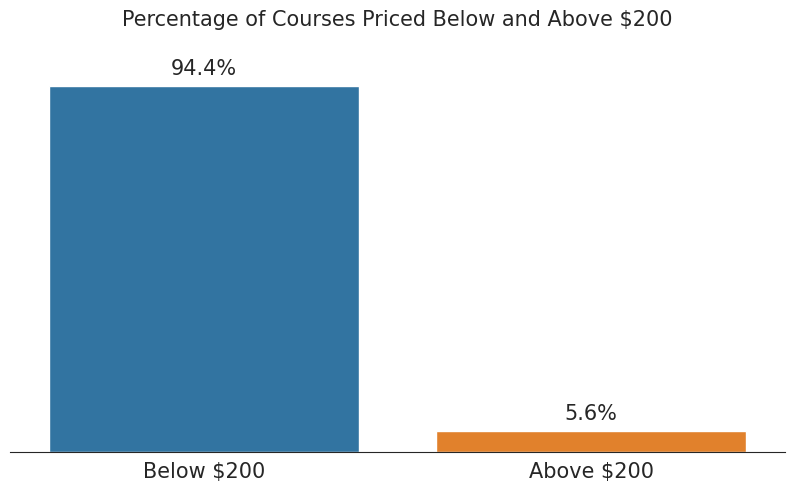 Percentage of Courses Priced Below and Above $200
94.4%
5.6%
Below $200
Above $200